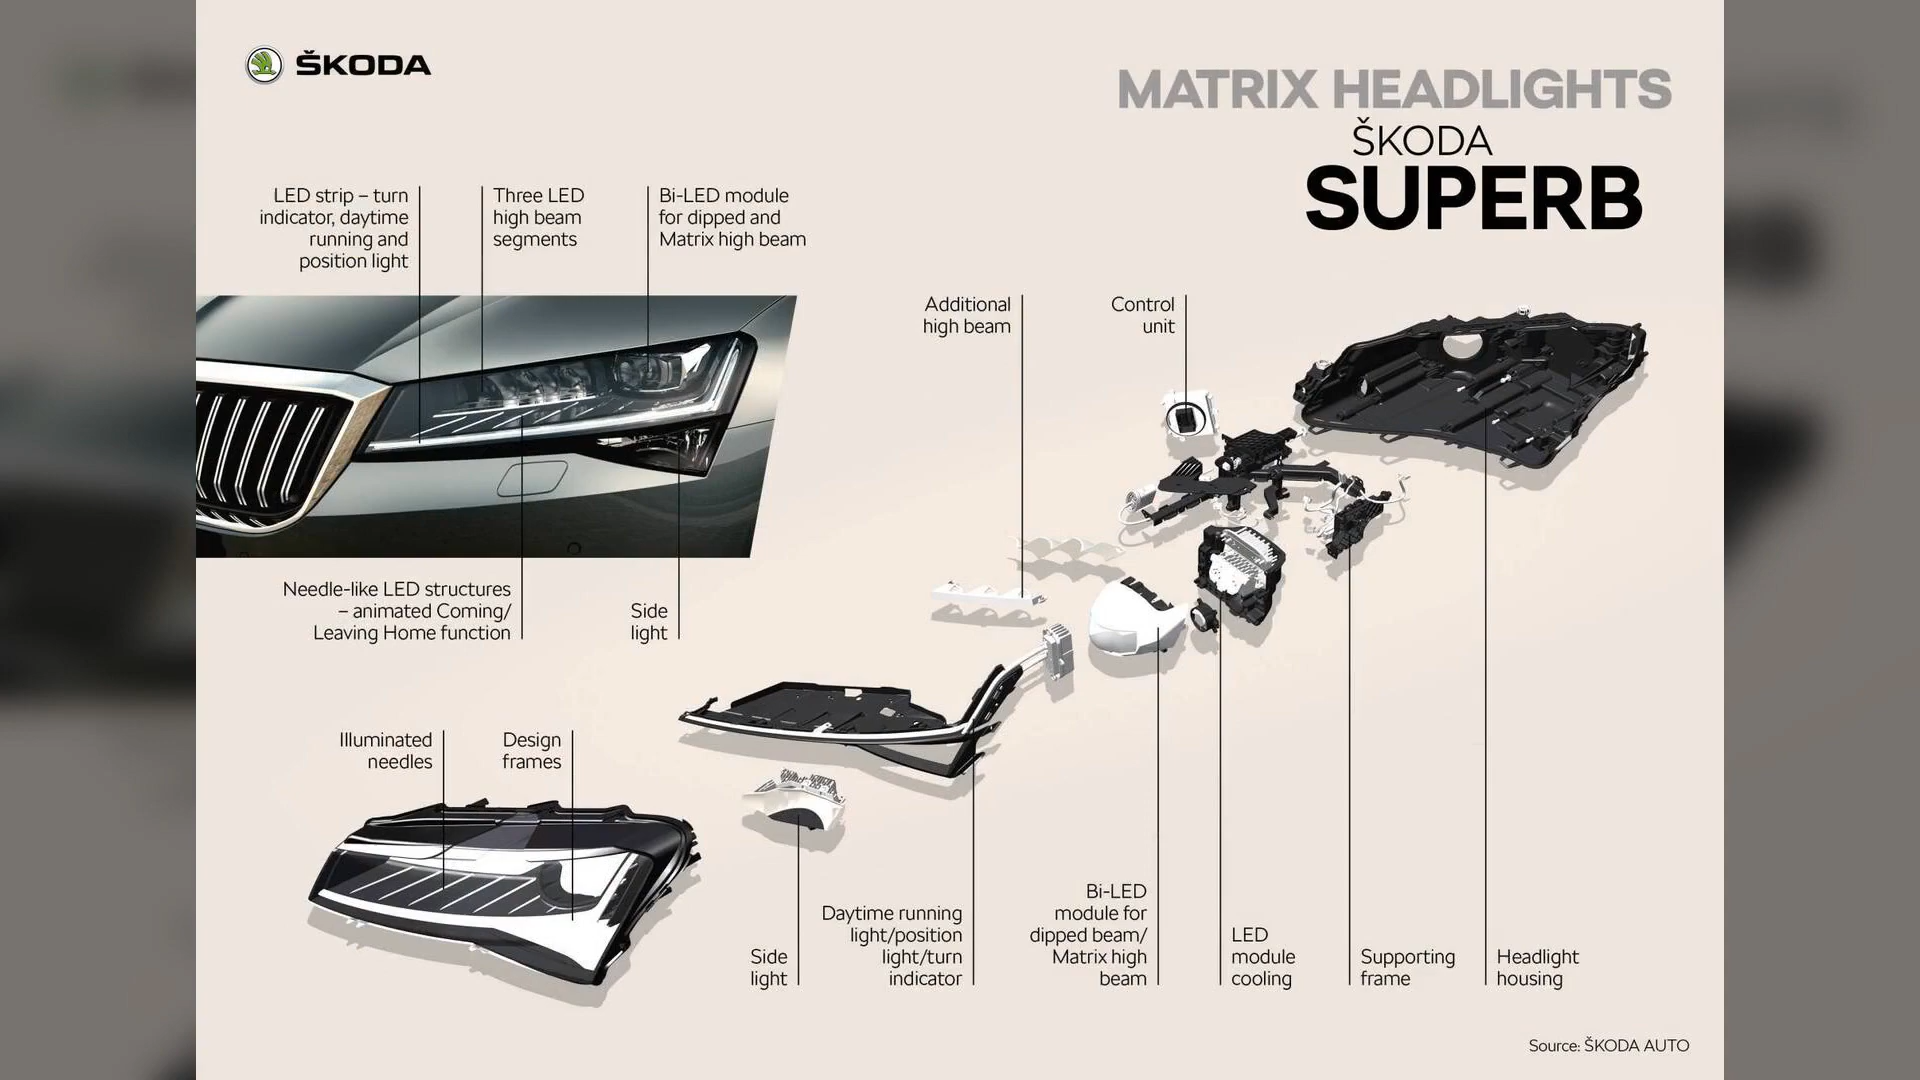 ŠKODA
MATRIX HEADLIGHTS
ŠKODA
SUPERB
LED strip – turn
indicator, daytime
running and
position light
Three LED
high beam
segments
Bi-LED module
for dipped and
Matrix high beam
Additional
high beam
Control
unit
Needle-like LED structures
– animated Coming/
Leaving Home function
Side
light
Illuminated
needles
Design
frames
Side
light
Daytime running
light/position
light/turn
indicator
Bi-LED
module for
dipped beam/
Matrix high
beam
LED
module
cooling
Supporting
frame
Headlight
housing
Source: ŠKODA AUTO